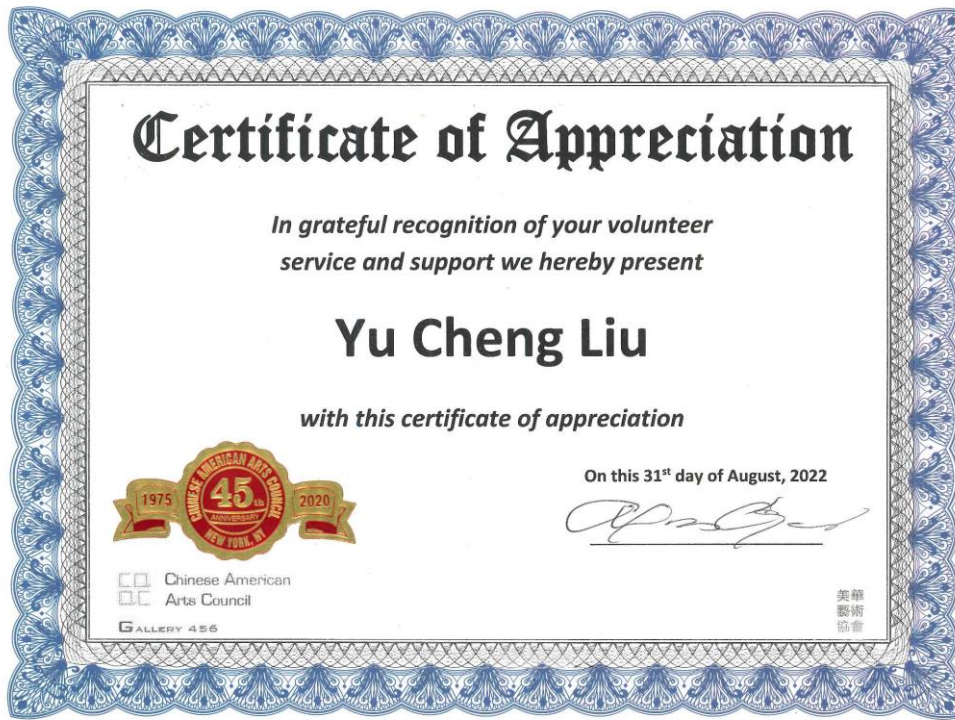 Certificate of Appreciation
In grateful recognition of your volunteer
service and support we hereby present
Yu Cheng Liu
with this certificate of appreciation
On this 31st day of August, 2022
CHINESE AMERICAN ARTS COUNCIL
1975
45th
2020
ANNIVERSARY
NEW YORK, NY
Chinese American
Arts Council
GALLERY 456
美華
藝術
協會